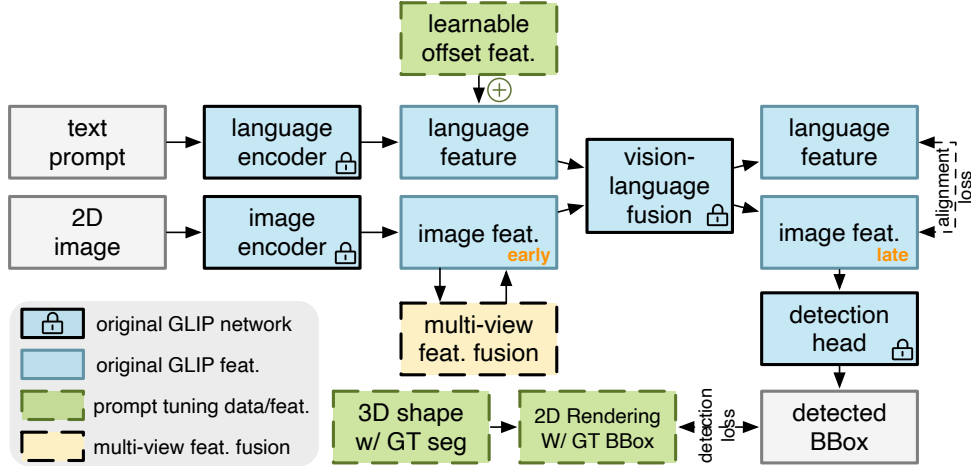 learnable
offset feat.
text
prompt
language
encoder
language
feature
vision-
language
fusion
language
feature
alignment
loss
2D
image
image
encoder
image feat.
early
image feat.
late
multi-view
feat. fusion
detection
head
original GLIP network
original GLIP feat.
prompt tuning data/feat.
multi-view feat. fusion
3D shape
w/ GT seg
2D Rendering
W/ GT BBox
detection
loss
detected
BBox